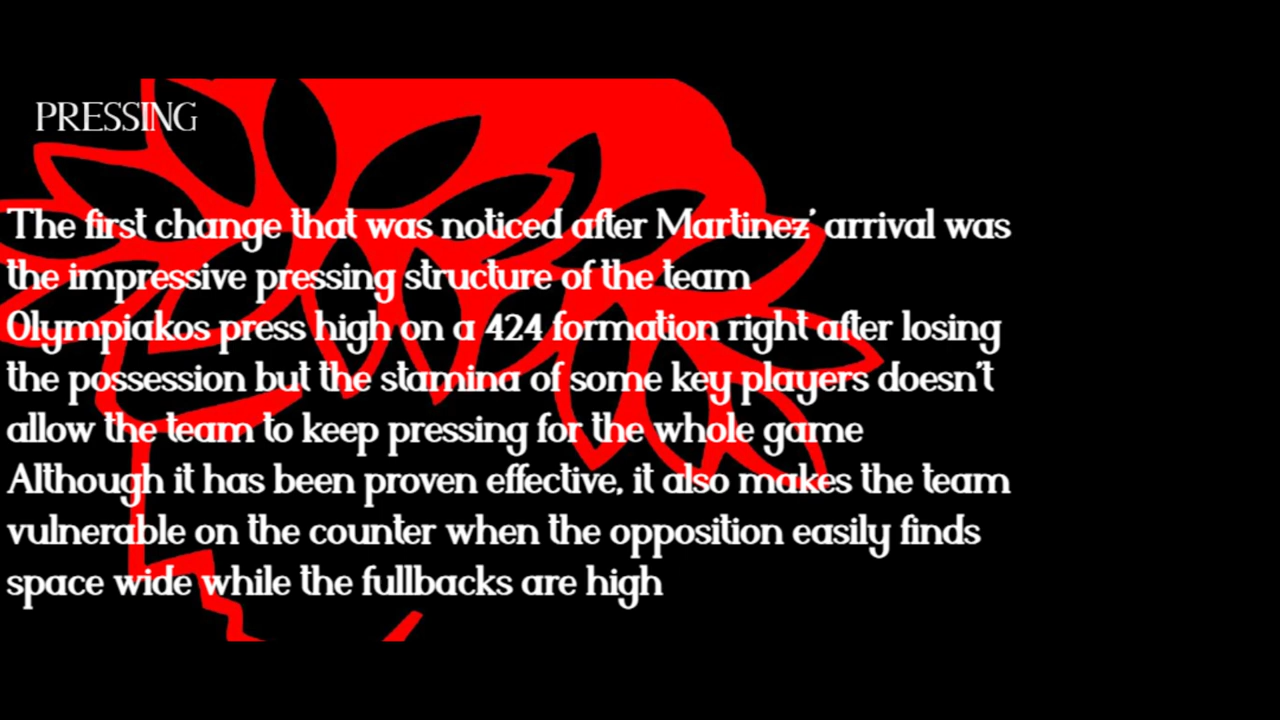 PRESSING
The first change that was noticed after Martinez' arrival was
the impressive pressing structure of the team
Olympiakos press high on a 424 formation right after losing
the possession but the stamina of some key players doesn't
allow the team to keep pressing for the whole game
Although it has been proven effective, it also makes the team
vulnerable on the counter when the opposition easily finds
space wide while the fullbacks are high